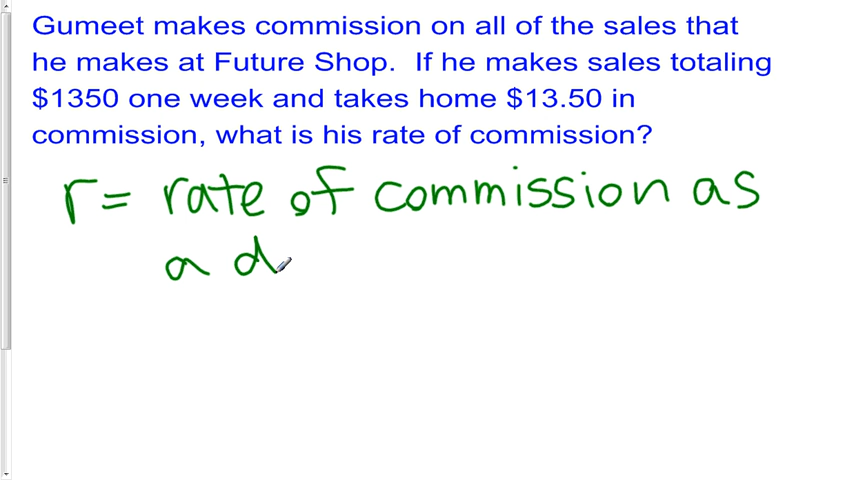 Gumeet makes commission on all of the sales that
he makes at Future Shop. If he makes sales totaling
$1350 one week and takes home $13.50 in
commission, what is his rate of commission?
r = rate of commission as
a d